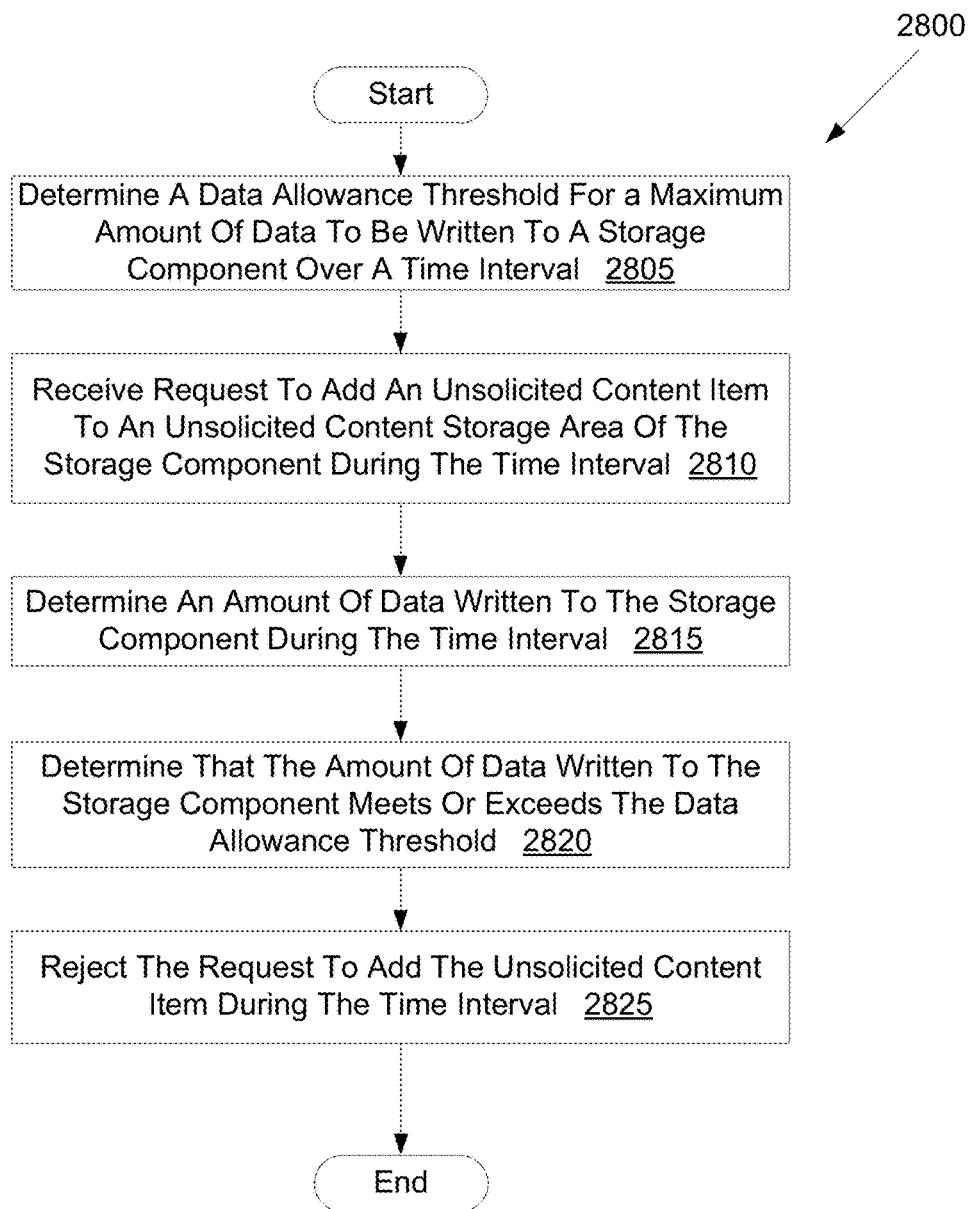 2800
Start
Determine A Data Allowance Threshold For a Maximum
Amount Of Data To Be Written To A Storage
Component Over A Time Interval 2805
Receive Request To Add An Unsolicited Content Item
To An Unsolicited Content Storage Area Of The
Storage Component During The Time Interval 2810
Determine An Amount Of Data Written To The Storage
Component During The Time Interval 2815
Determine That The Amount Of Data Written To The
Storage Component Meets Or Exceeds The Data
Allowance Threshold 2820
Reject The Request To Add The Unsolicited Content
Item During The Time Interval 2825
End